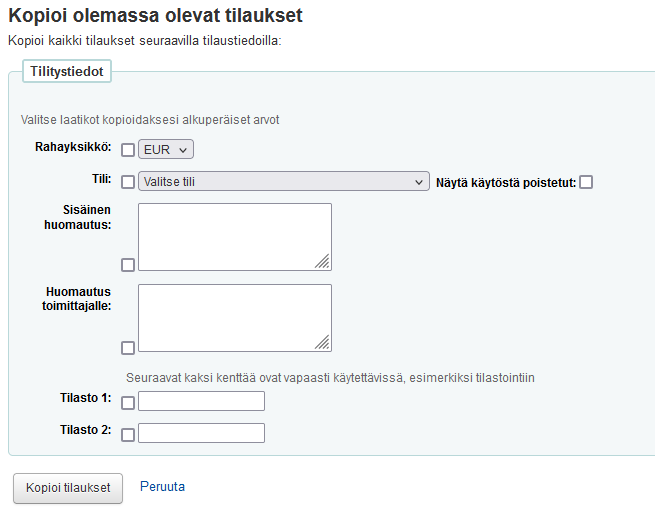 Kopioi olemassa olevat tilaukset
Kopioi kaikki tilaukset seuraavilla tilaustiedoilla:
Tilitystiedot
Valitse laatikot kopioidaksesi alkuperäiset arvot
Rahayksikkö: EUR
Tili: Valitse tili Näytä käytöstä poistetut:
Sisäinen
huomautus:
Huomautus
toimittajalle:
Seuraavat kaksi kenttää ovat vapaasti käytettävissä, esimerkiksi tilastointiin
Tilasto 1:
Tilasto 2:
Kopioi tilaukset Peruuta